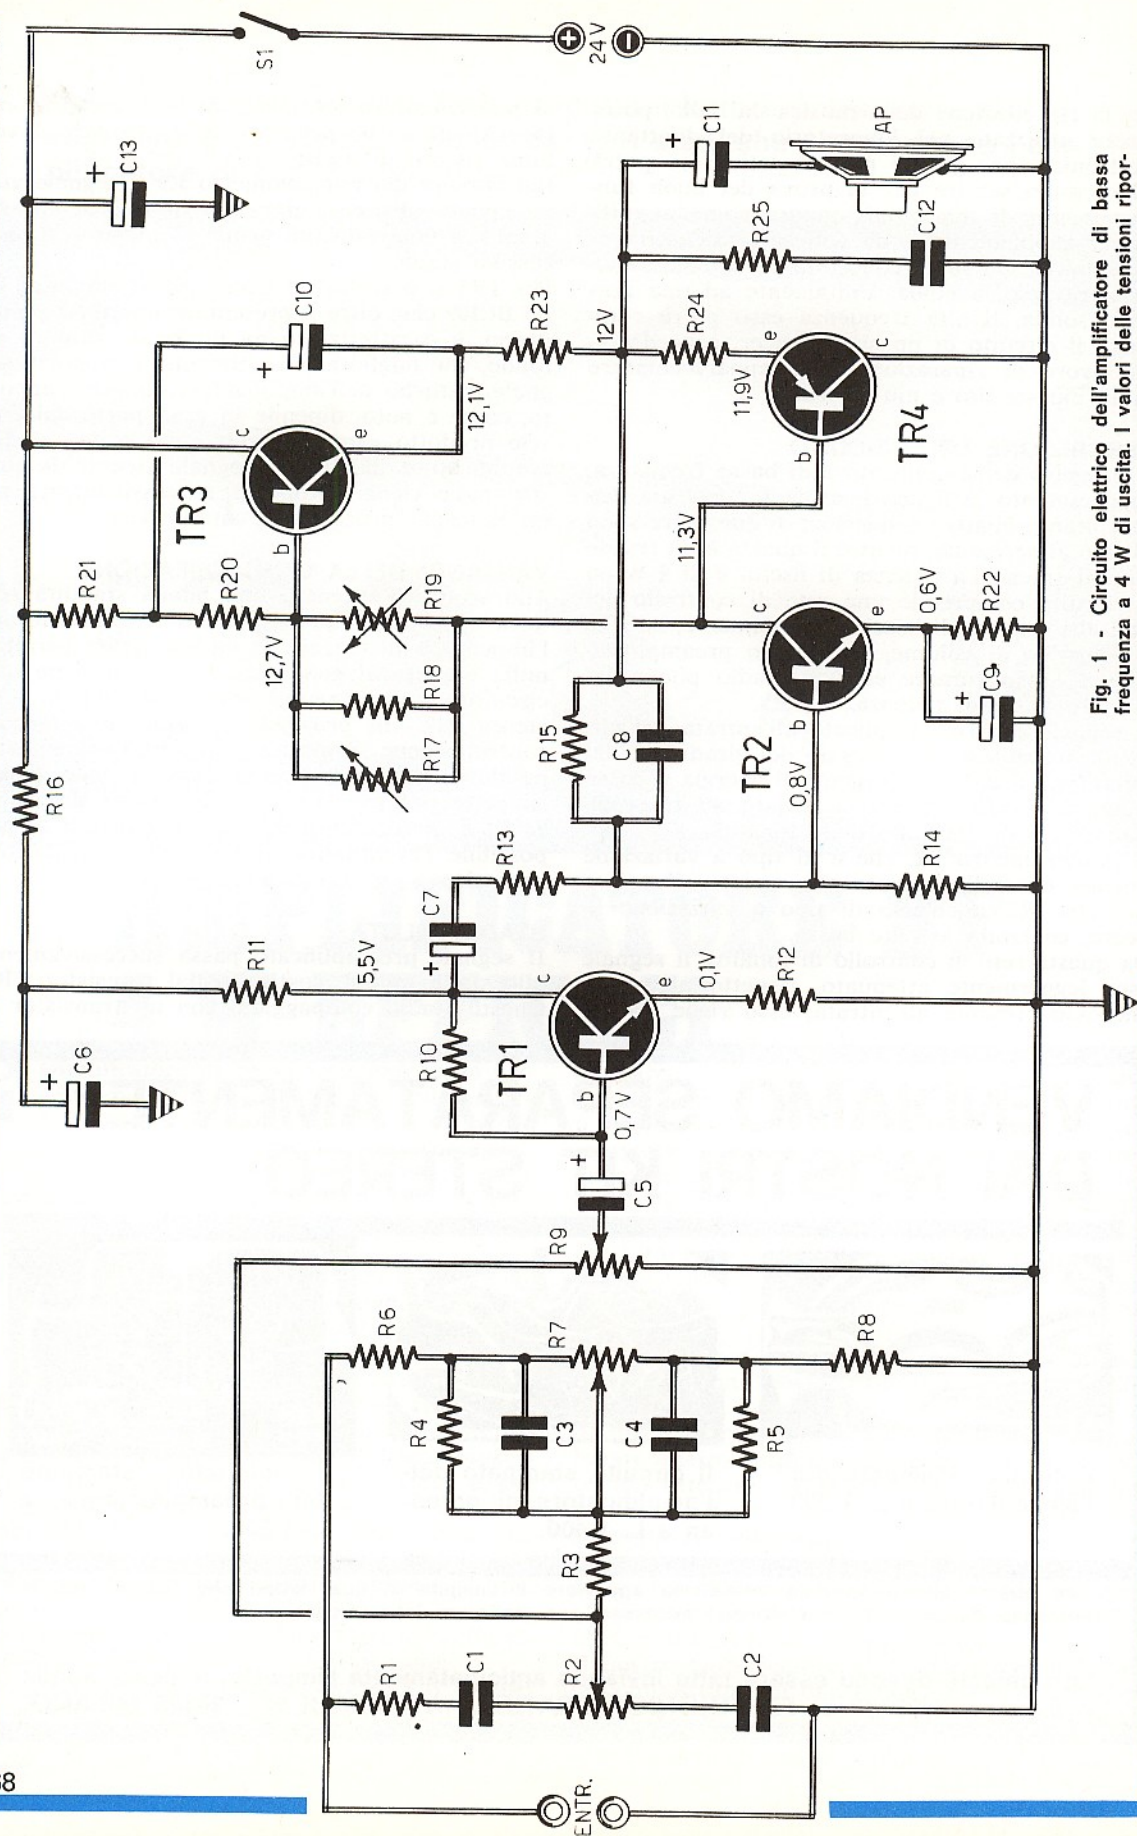 ENTR.
R1
C1
R2
C2
R3
R4
C3
C4
R5
R6
R7
R8
R9
C5
+
C6
+
R10
TR1
b
0,7V
c
e
5,5V
0,1V
R11
R12
C7
+
R13
R14
R16
R15
C8
TR2
b
0,8V
c
e
0,6V
C9
+
R22
R17
R18
R19
12,7V
R20
R21
TR3
b
c
e
12,1V
C10
+
R23
12V
11,3V
TR4
b
11,9V
e
c
R24
R25
C12
C11
+
AP
C13
+
S1
+
24V
–
Fig. 1 - Circuito elettrico dell'amplificatore di bassa
frequenza a 4 W di uscita. I valori delle tensioni ripor-